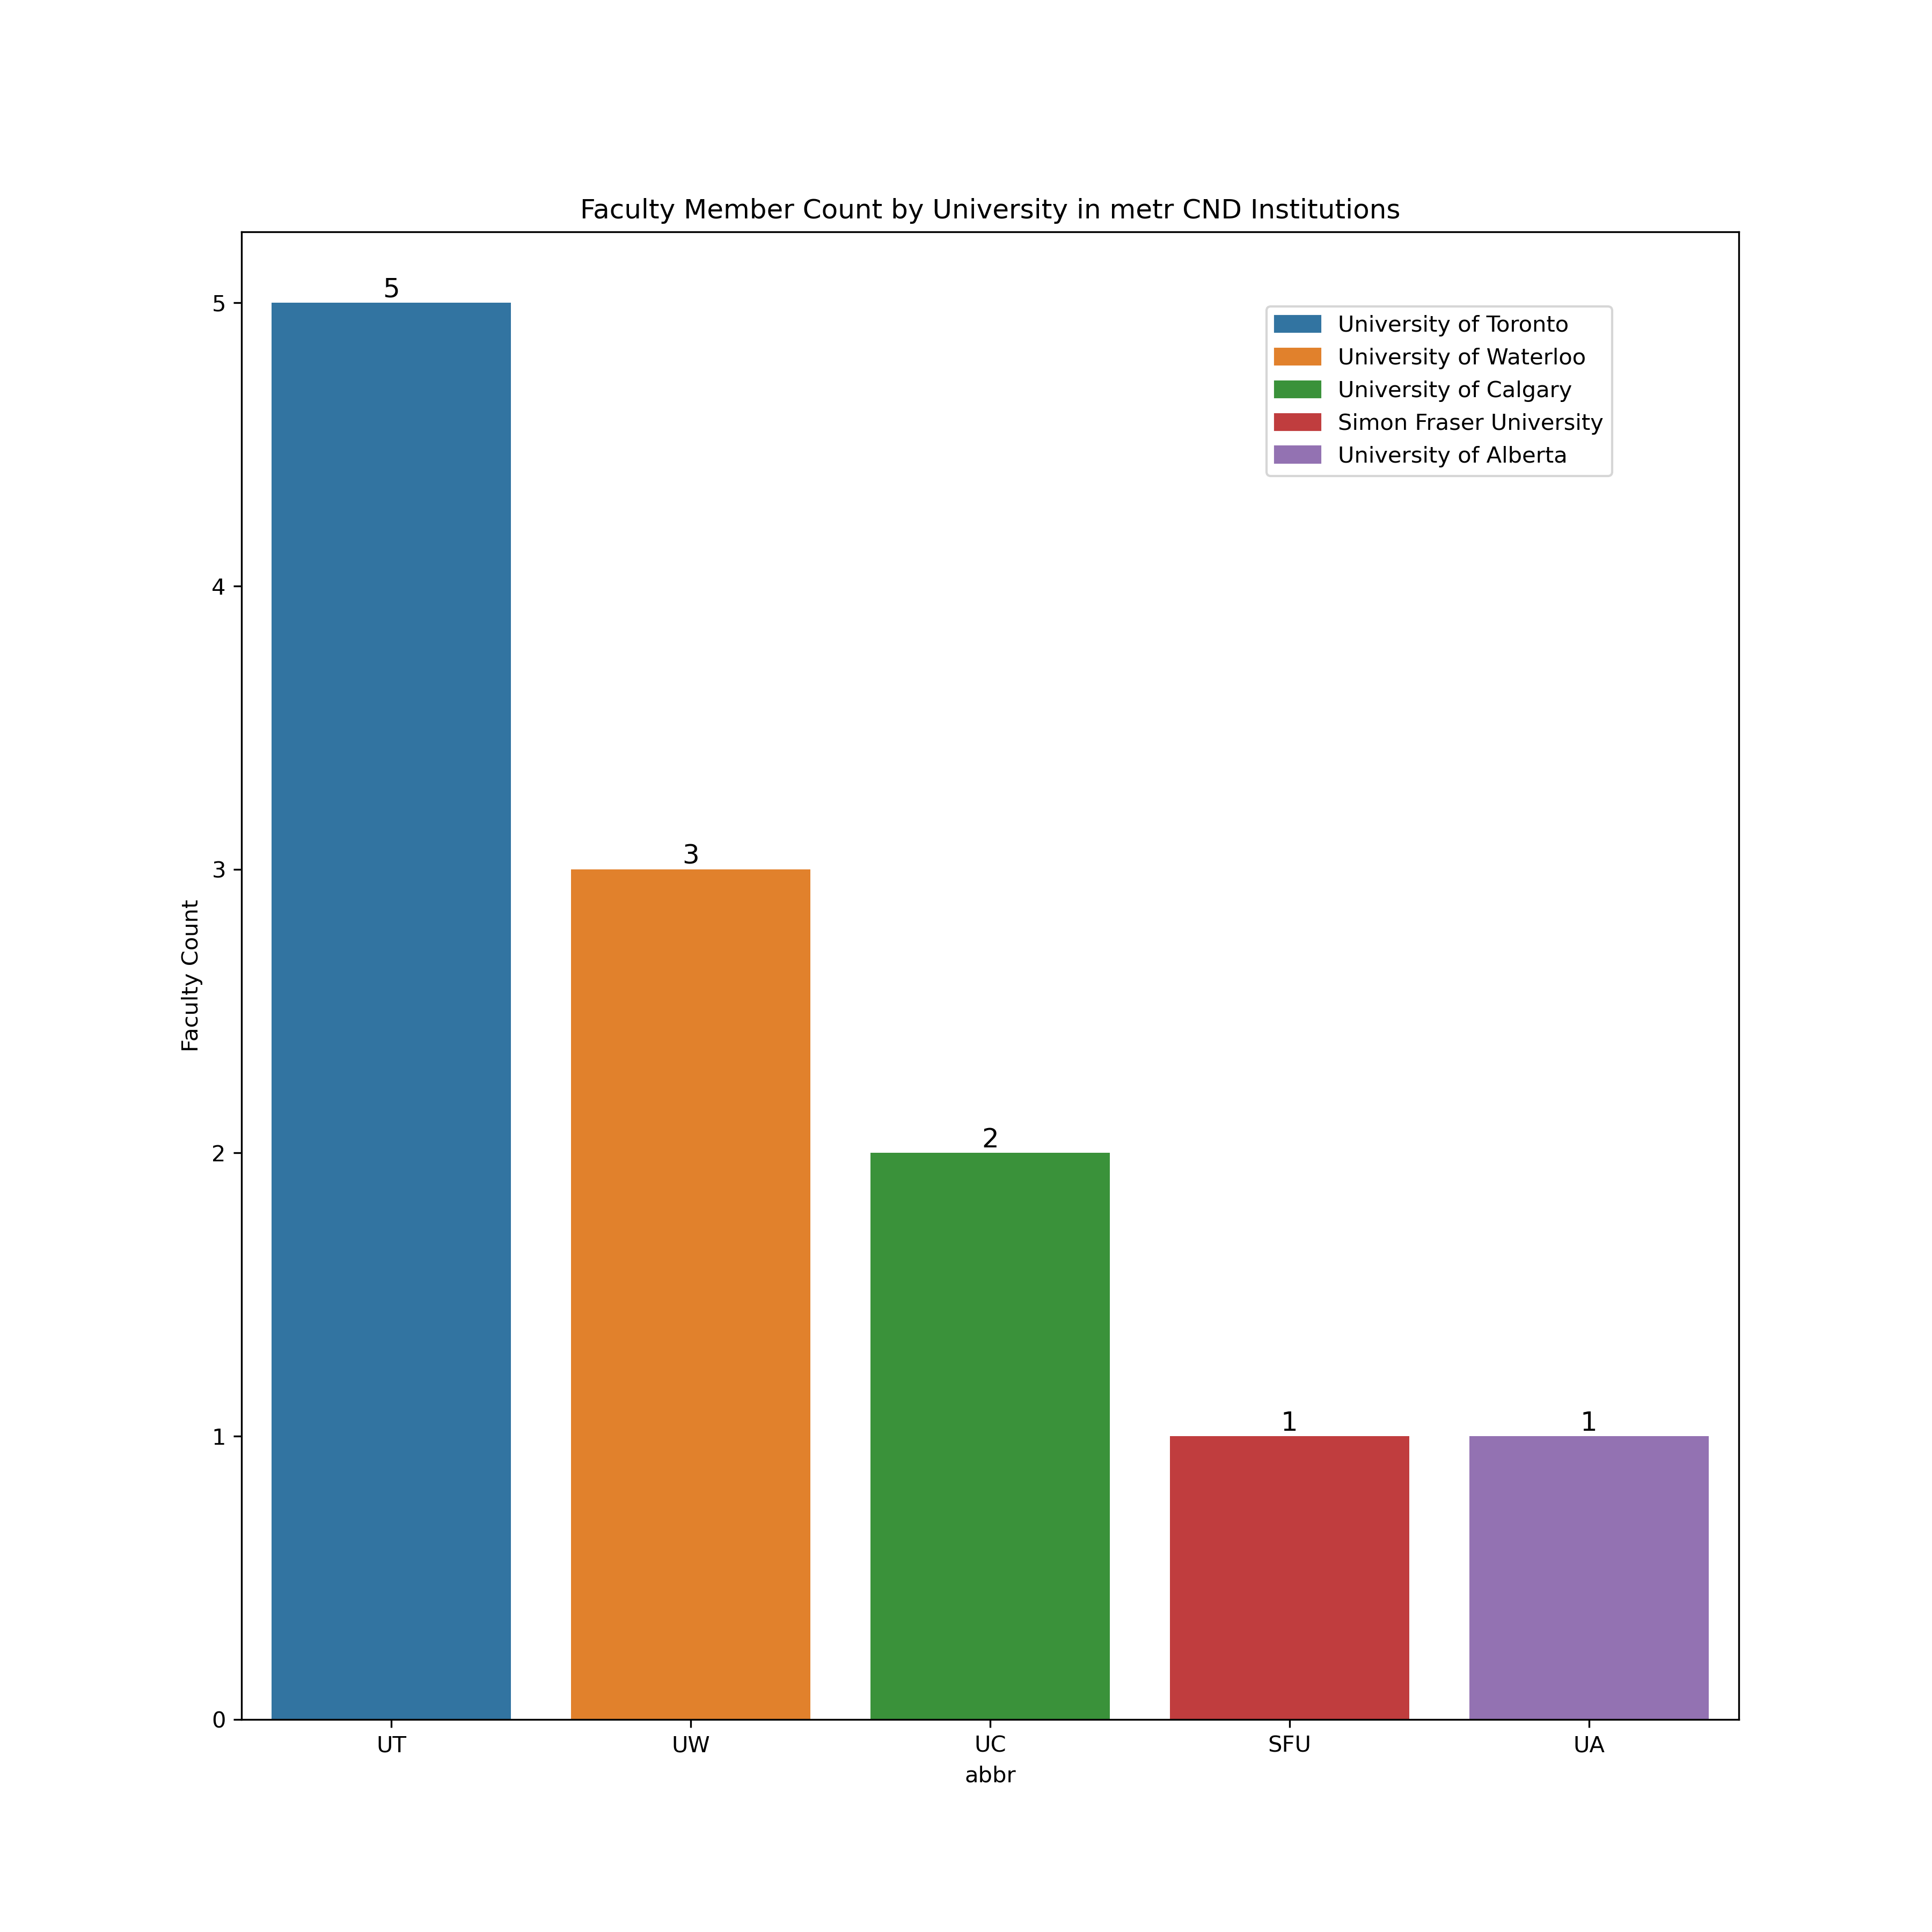 Faculty Member Count by University in metr CND Institutions
5
3
2
1
1
University of Toronto
University of Waterloo
University of Calgary
Simon Fraser University
University of Alberta
Faculty Count
5
4
3
2
1
0
UT UW UC SFU UA
abbr